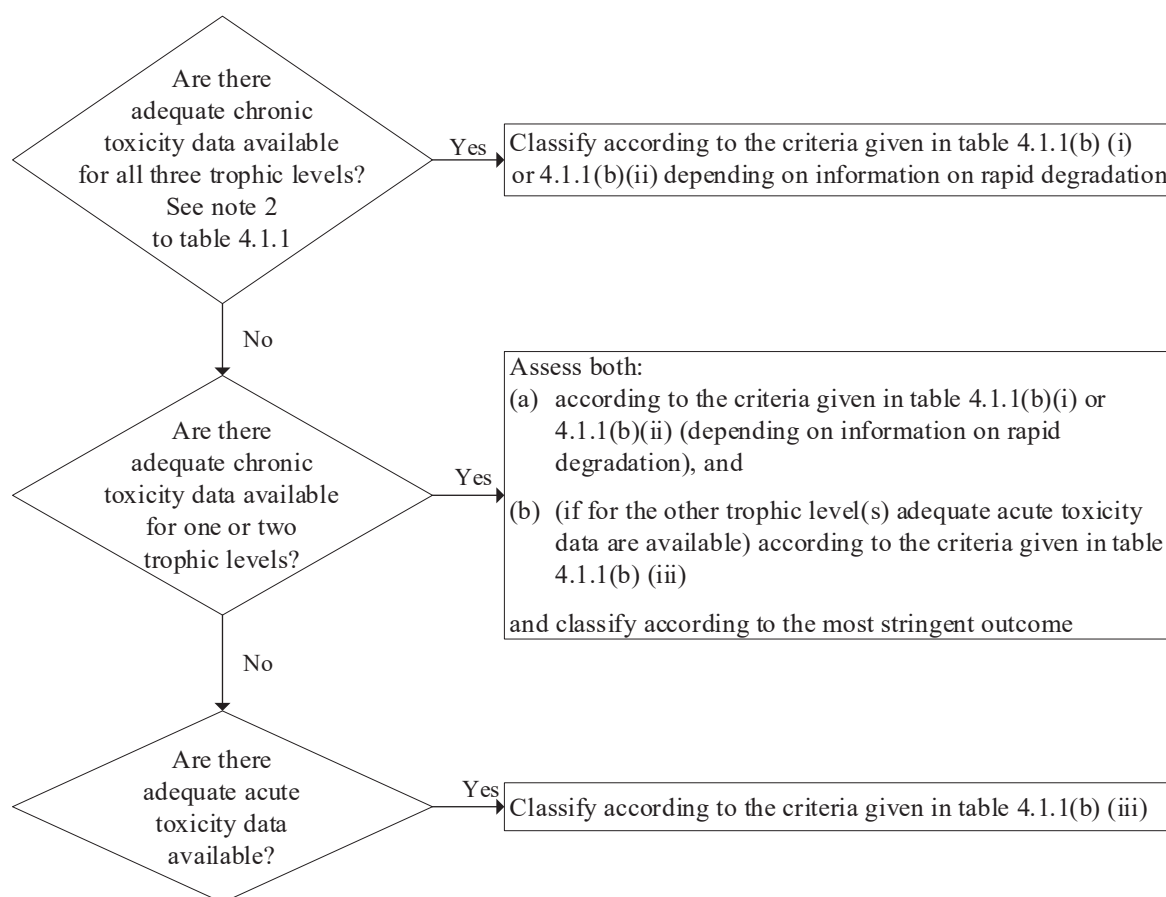 Are there
adequate chronic
toxicity data available
for all three trophic levels?
See note 2
to table 4.1.1
Yes
Classify according to the criteria given in table 4.1.1(b) (i)
or 4.1.1(b)(ii) depending on information on rapid degradation
No
Are there
adequate chronic
toxicity data available
for one or two
trophic levels?
Yes
Assess both:
(a) according to the criteria given in table 4.1.1(b)(i) or
4.1.1(b)(ii) (depending on information on rapid
degradation), and
(b) (if for the other trophic level(s) adequate acute toxicity
data are available) according to the criteria given in table
4.1.1(b) (iii)
and classify according to the most stringent outcome
No
Are there
adequate acute
toxicity data
available?
Yes
Classify according to the criteria given in table 4.1.1(b) (iii)